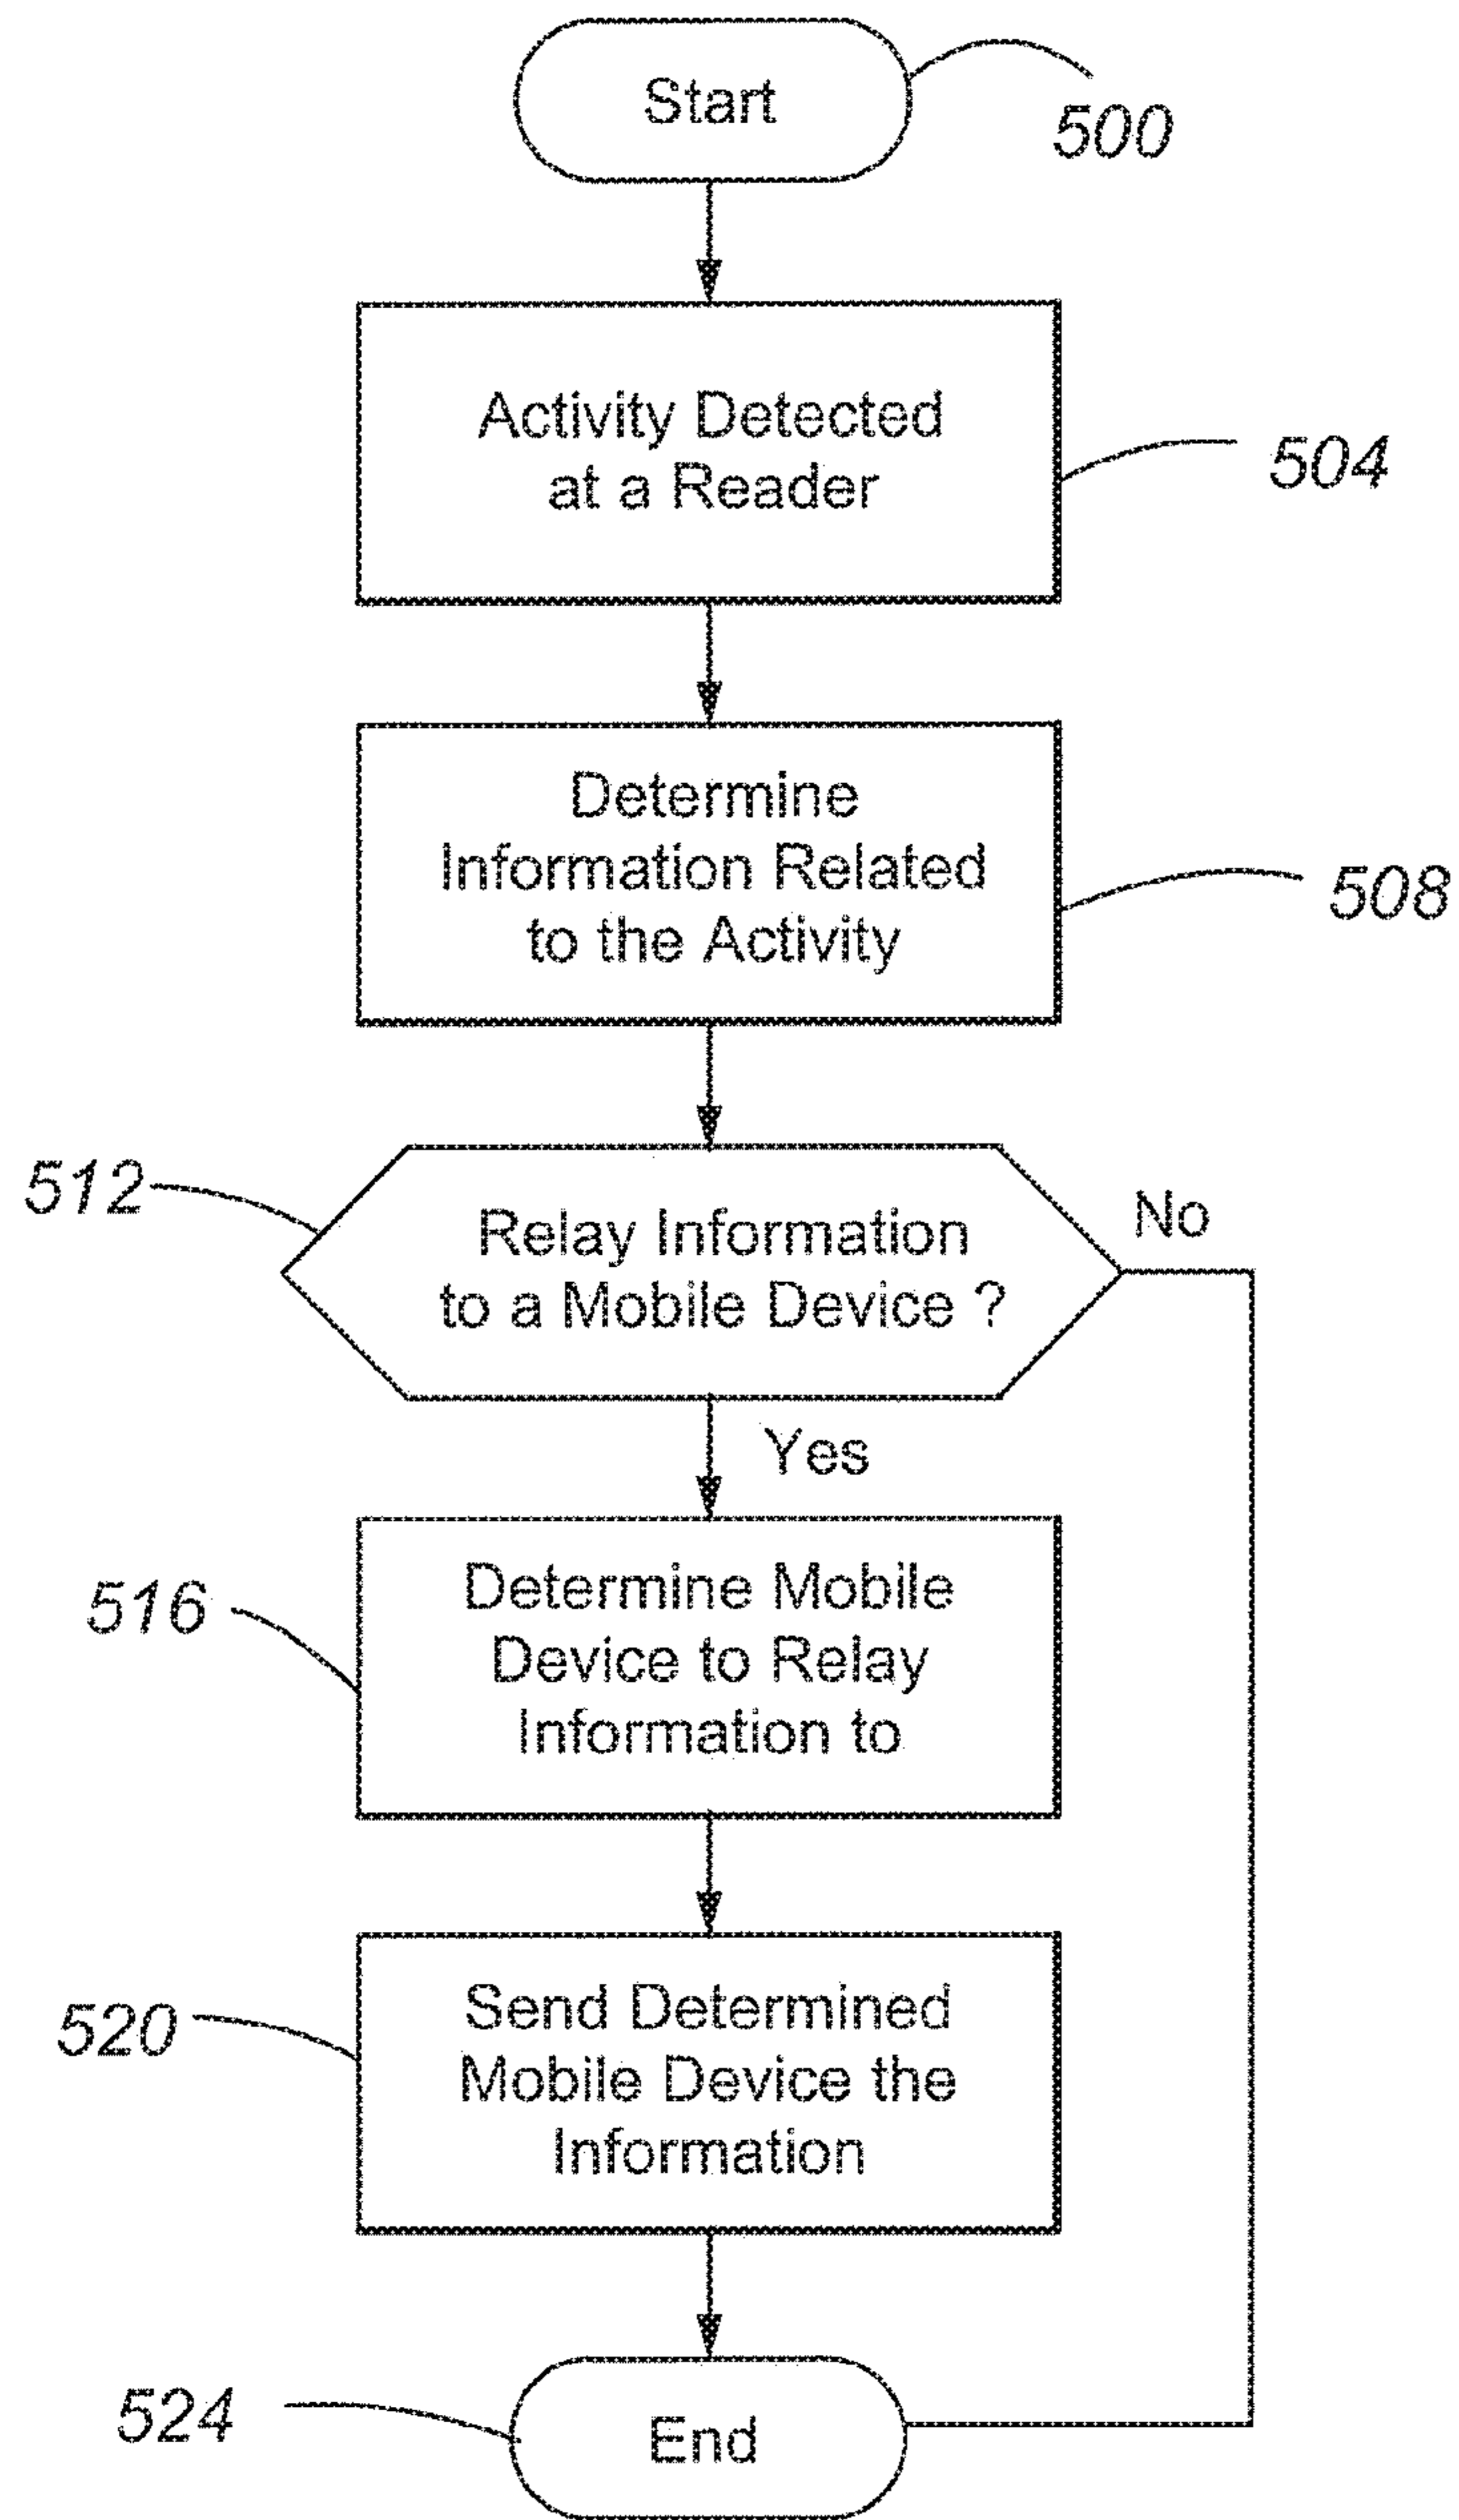 Start
500
Activity Detected
at a Reader
504
Determine
Information Related
to the Activity
508
512
Relay Information
to a Mobile Device ?
No
Yes
516
Determine Mobile
Device to Relay
Information to
520
Send Determined
Mobile Device the
Information
524
End